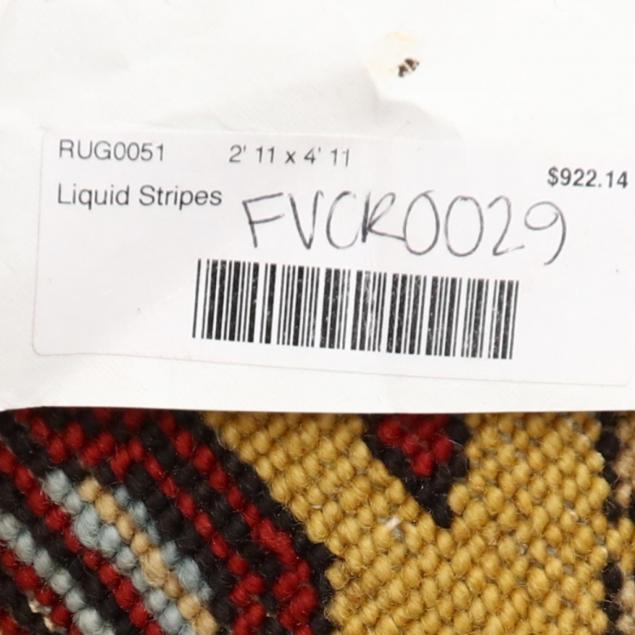 RUG0051 2' 11 x 4' 11
$922.14
Liquid Stripes FVCR0029